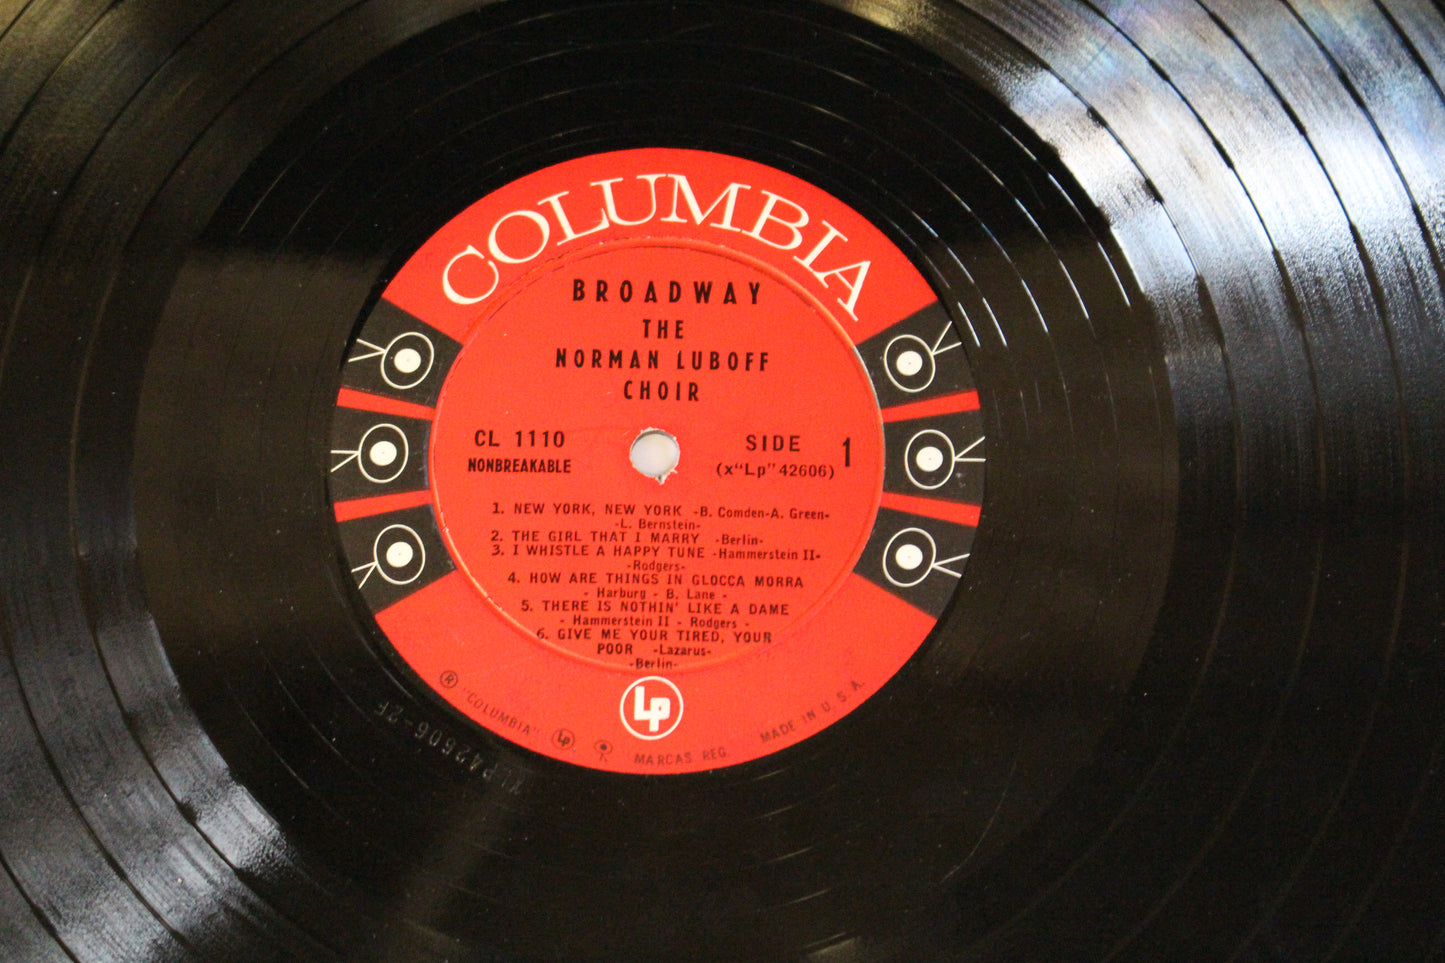 COLUMBIA
BROADWAY
THE
NORMAN LUBOFF
CHOIR
CL 1110
NONBREAKABLE
SIDE 1
(x“Lp” 42606)
1. NEW YORK, NEW YORK -B. Comden-A. Green-
-L. Bernstein-
2. THE GIRL THAT I MARRY -Berlin-
3. I WHISTLE A HAPPY TUNE -Hammerstein II-
-Rodgers-
4. HOW ARE THINGS IN GLOCCA MORRA
- Harburg - B. Lane -
5. THERE IS NOTHIN' LIKE A DAME
- Hammerstein II - Rodgers -
6. GIVE ME YOUR TIRED, YOUR
POOR -Lazarus-
-Berlin-
Lp
® "COLUMBIA" Lp MARCAS REG. MADE IN U. S. A.
P42606-2F